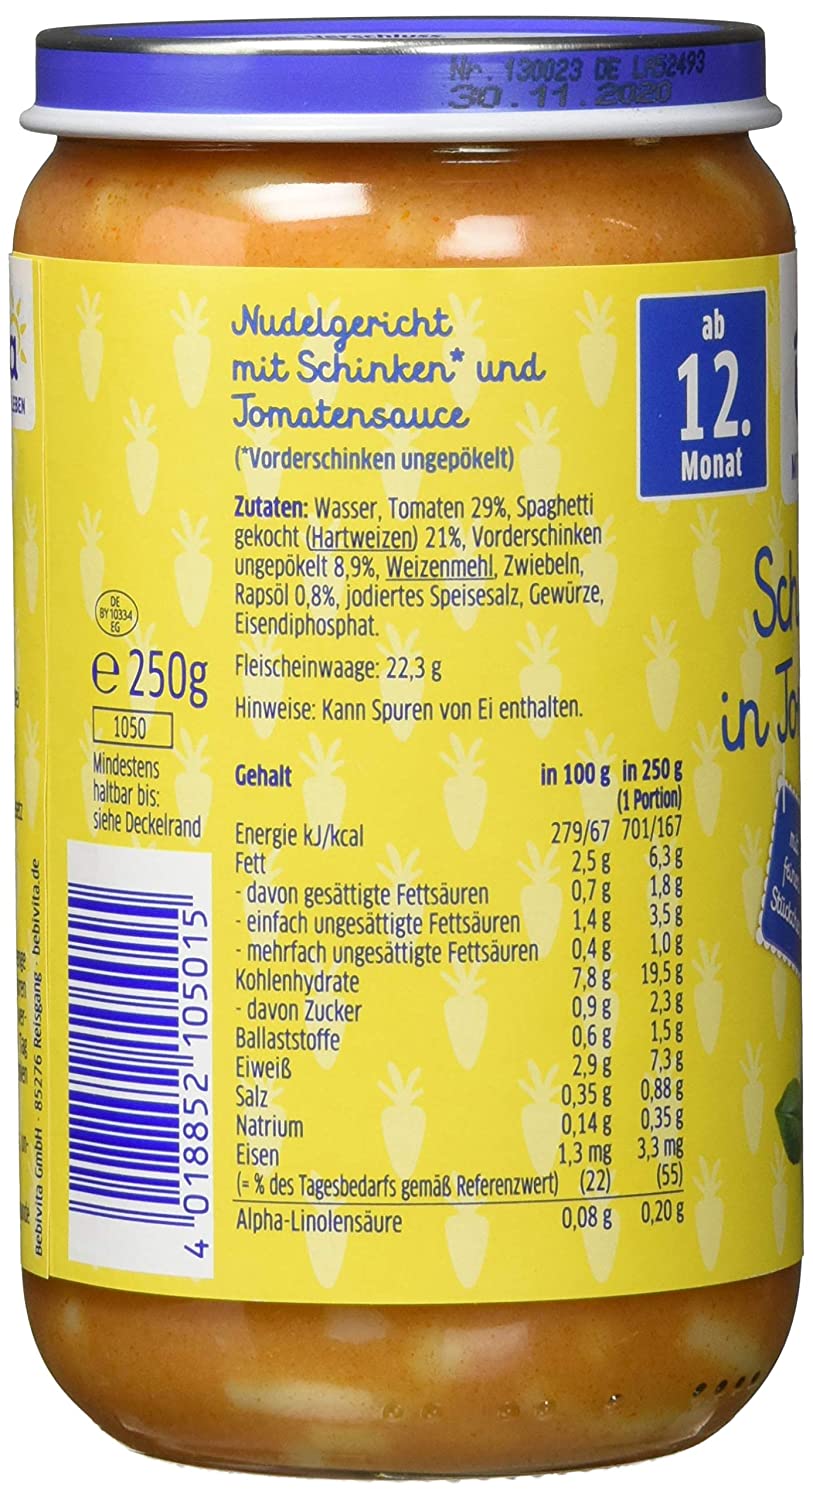 Nr. 130023 DE LA52493
30.11.2020
EBEN
Nudelgericht
mit Schinken* und
Tomatensauce
(*Vorderschinken ungepökelt)
ab
12.
Monat
Zutaten: Wasser, Tomaten 29%, Spaghetti
gekocht (Hartweizen) 21%, Vorderschinken
ungepökelt 8,9%, Weizenmehl, Zwiebeln,
Rapsöl 0,8%, jodiertes Speisesalz, Gewürze,
Eisendiphosphat.
Fleischeinwaage: 22,3 g
Hinweise: Kann Spuren von Ei enthalten.
DE
BY 10334
EG
e 250g
1050
Mindestens
haltbar bis:
siehe Deckelrand
Gehalt in 100 g in 250 g
(1 Portion)
Energie kJ/kcal 279/67 701/167
Fett 2,5 g 6,3 g
- davon gesättigte Fettsäuren 0,7 g 1,8 g
- einfach ungesättigte Fettsäuren 1,4 g 3,5 g
- mehrfach ungesättigte Fettsäuren 0,4 g 1,0 g
Kohlenhydrate 7,8 g 19,5 g
- davon Zucker 0,9 g 2,3 g
Ballaststoffe 0,6 g 1,5 g
Eiweiß 2,9 g 7,3 g
Salz 0,35 g 0,88 g
Natrium 0,14 g 0,35 g
Eisen 1,3 mg 3,3 mg
(= % des Tagesbedarfs gemäß Referenzwert) (22) (55)
Alpha-Linolensäure 0,08 g 0,20 g
4 018852 105015
Bebivita GmbH · 85276 Reisgang · bebivita.de
Sch
in To